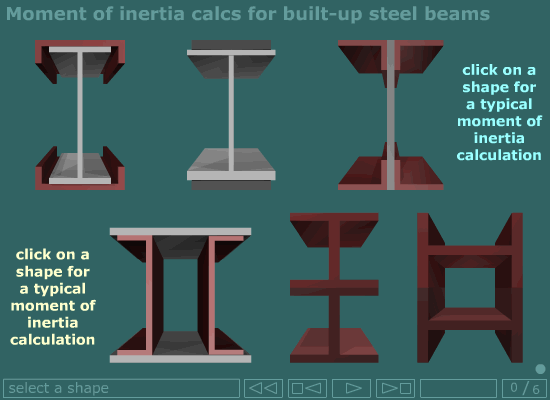 Moment of inertia calcs for built-up steel beams
click on a
shape for
a typical
moment of
inertia
calculation
click on a
shape for
a typical
moment of
inertia
calculation
select a shape
0 / 6